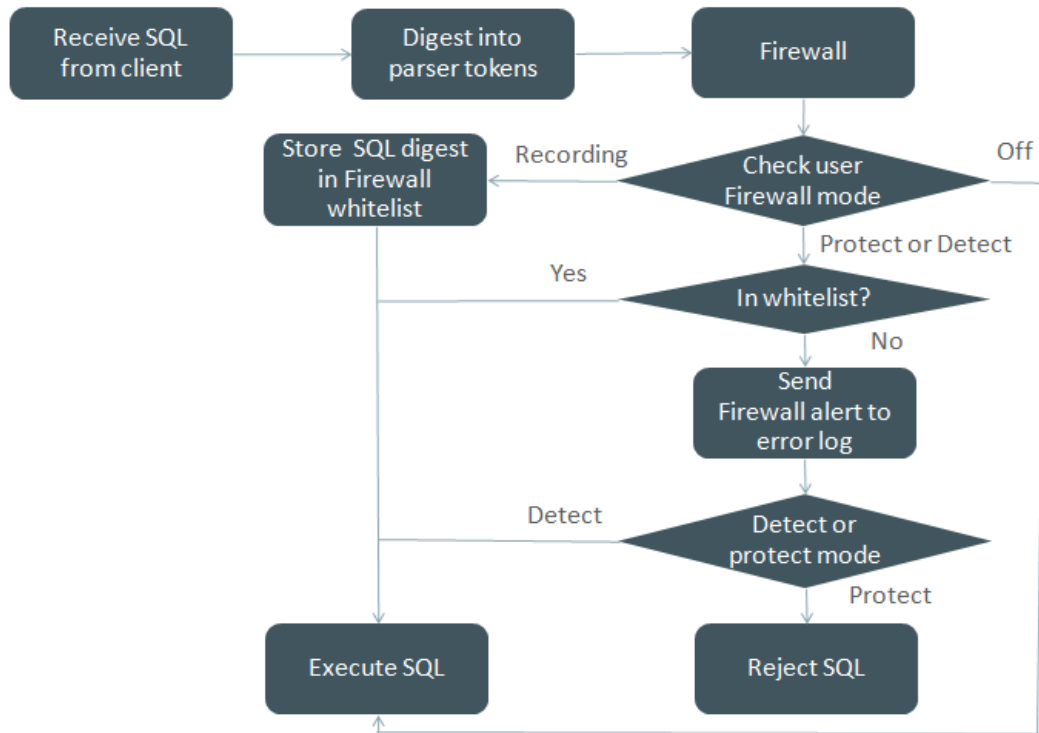 Receive SQL
from client
Digest into
parser tokens
Firewall
Store SQL digest
in Firewall
whitelist
Recording
Check user
Firewall mode
Off
Protect or Detect
Yes
In whitelist?
No
Send
Firewall alert to
error log
Detect
Detect or
protect mode
Protect
Execute SQL
Reject SQL